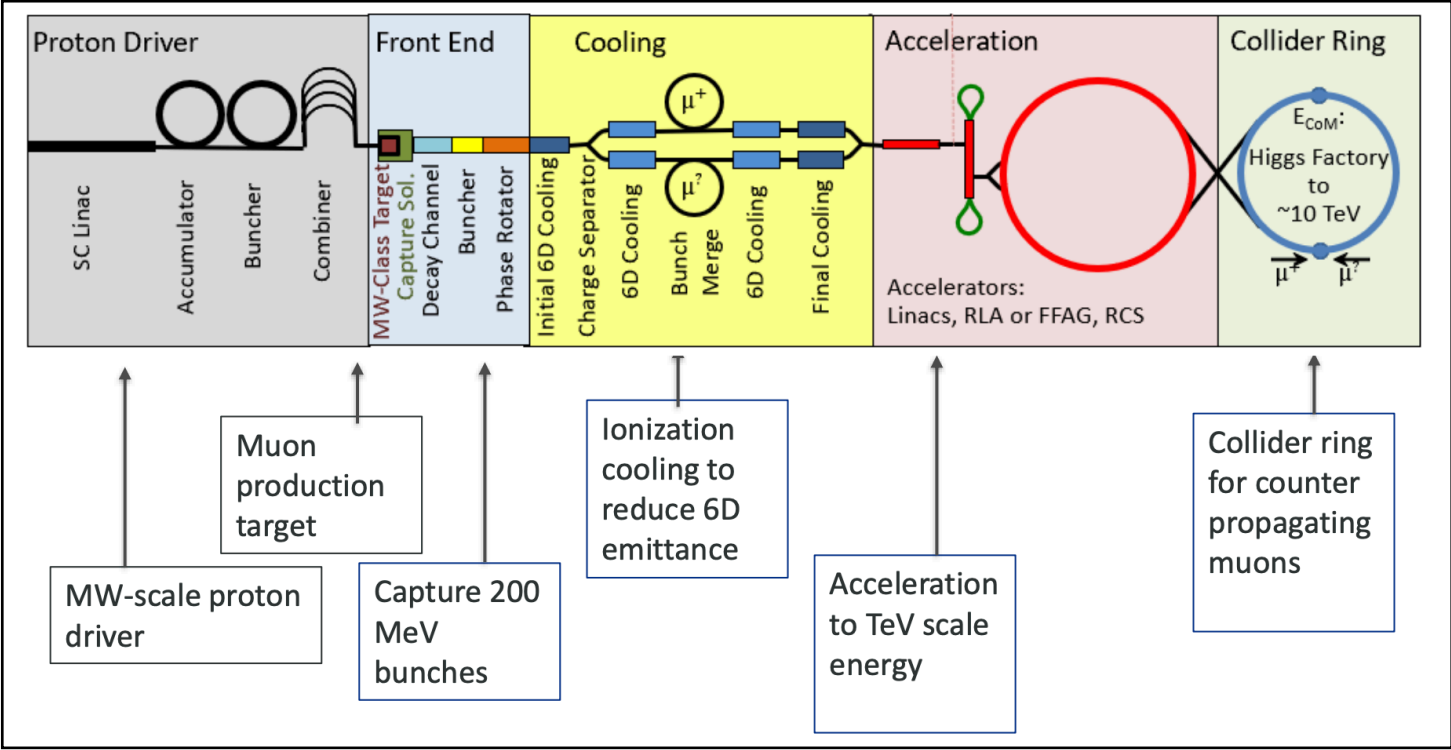 Proton Driver
Front End
Cooling
Acceleration
Collider Ring
SC Linac
Accumulator
Buncher
Combiner
MW-Class Target
Capture Sol.
Decay Channel
Buncher
Phase Rotator
Initial 6D Cooling
Charge Separator
6D Cooling
μ+
μ?
Bunch
Merge
6D Cooling
Final Cooling
Accelerators:
Linacs, RLA or FFAG, RCS
ECoM:
Higgs Factory
to
~10 TeV
μ+ μ?
MW-scale proton
driver
Muon
production
target
Capture 200
MeV
bunches
Ionization
cooling to
reduce 6D
emittance
Acceleration
to TeV scale
energy
Collider ring
for counter
propagating
muons